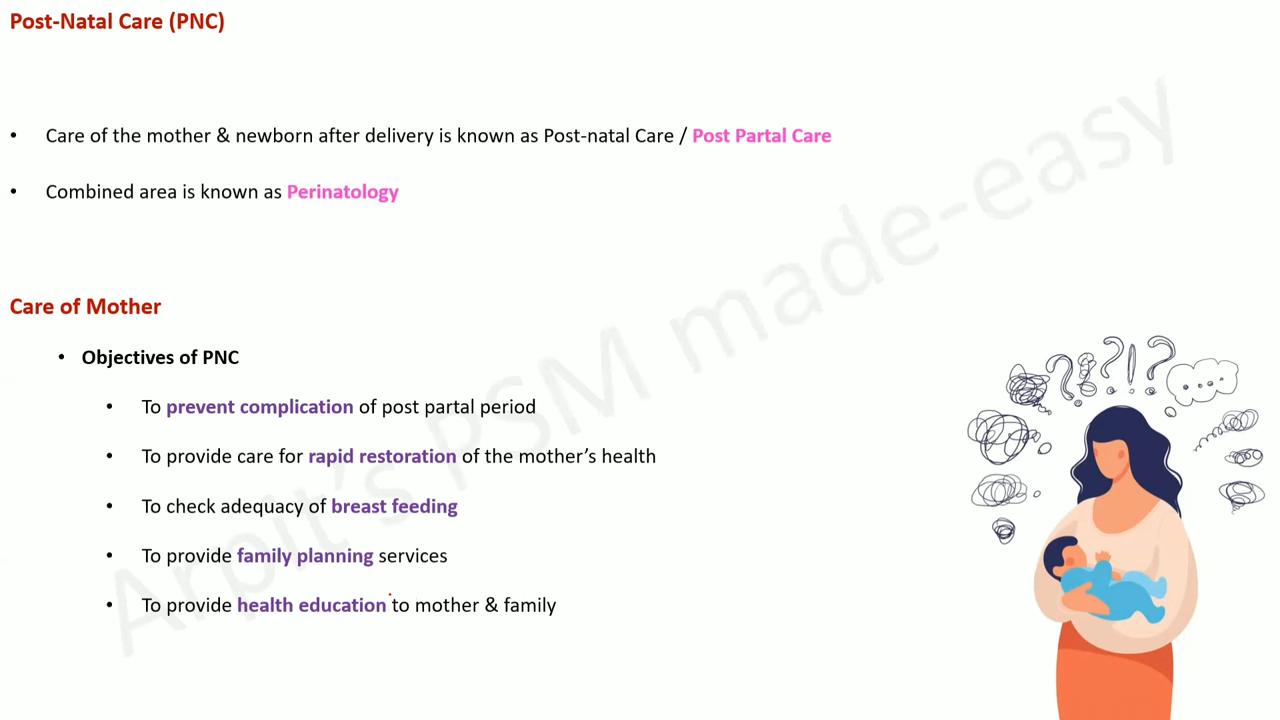 Post-Natal Care (PNC)
• Care of the mother & newborn after delivery is known as Post-natal Care / Post Partal Care
• Combined area is known as Perinatology
Care of Mother
• Objectives of PNC
• To prevent complication of post partal period
• To provide care for rapid restoration of the mother's health
• To check adequacy of breast feeding
• To provide family planning services
• To provide health education to mother & family
Arpit's PSM made-easy